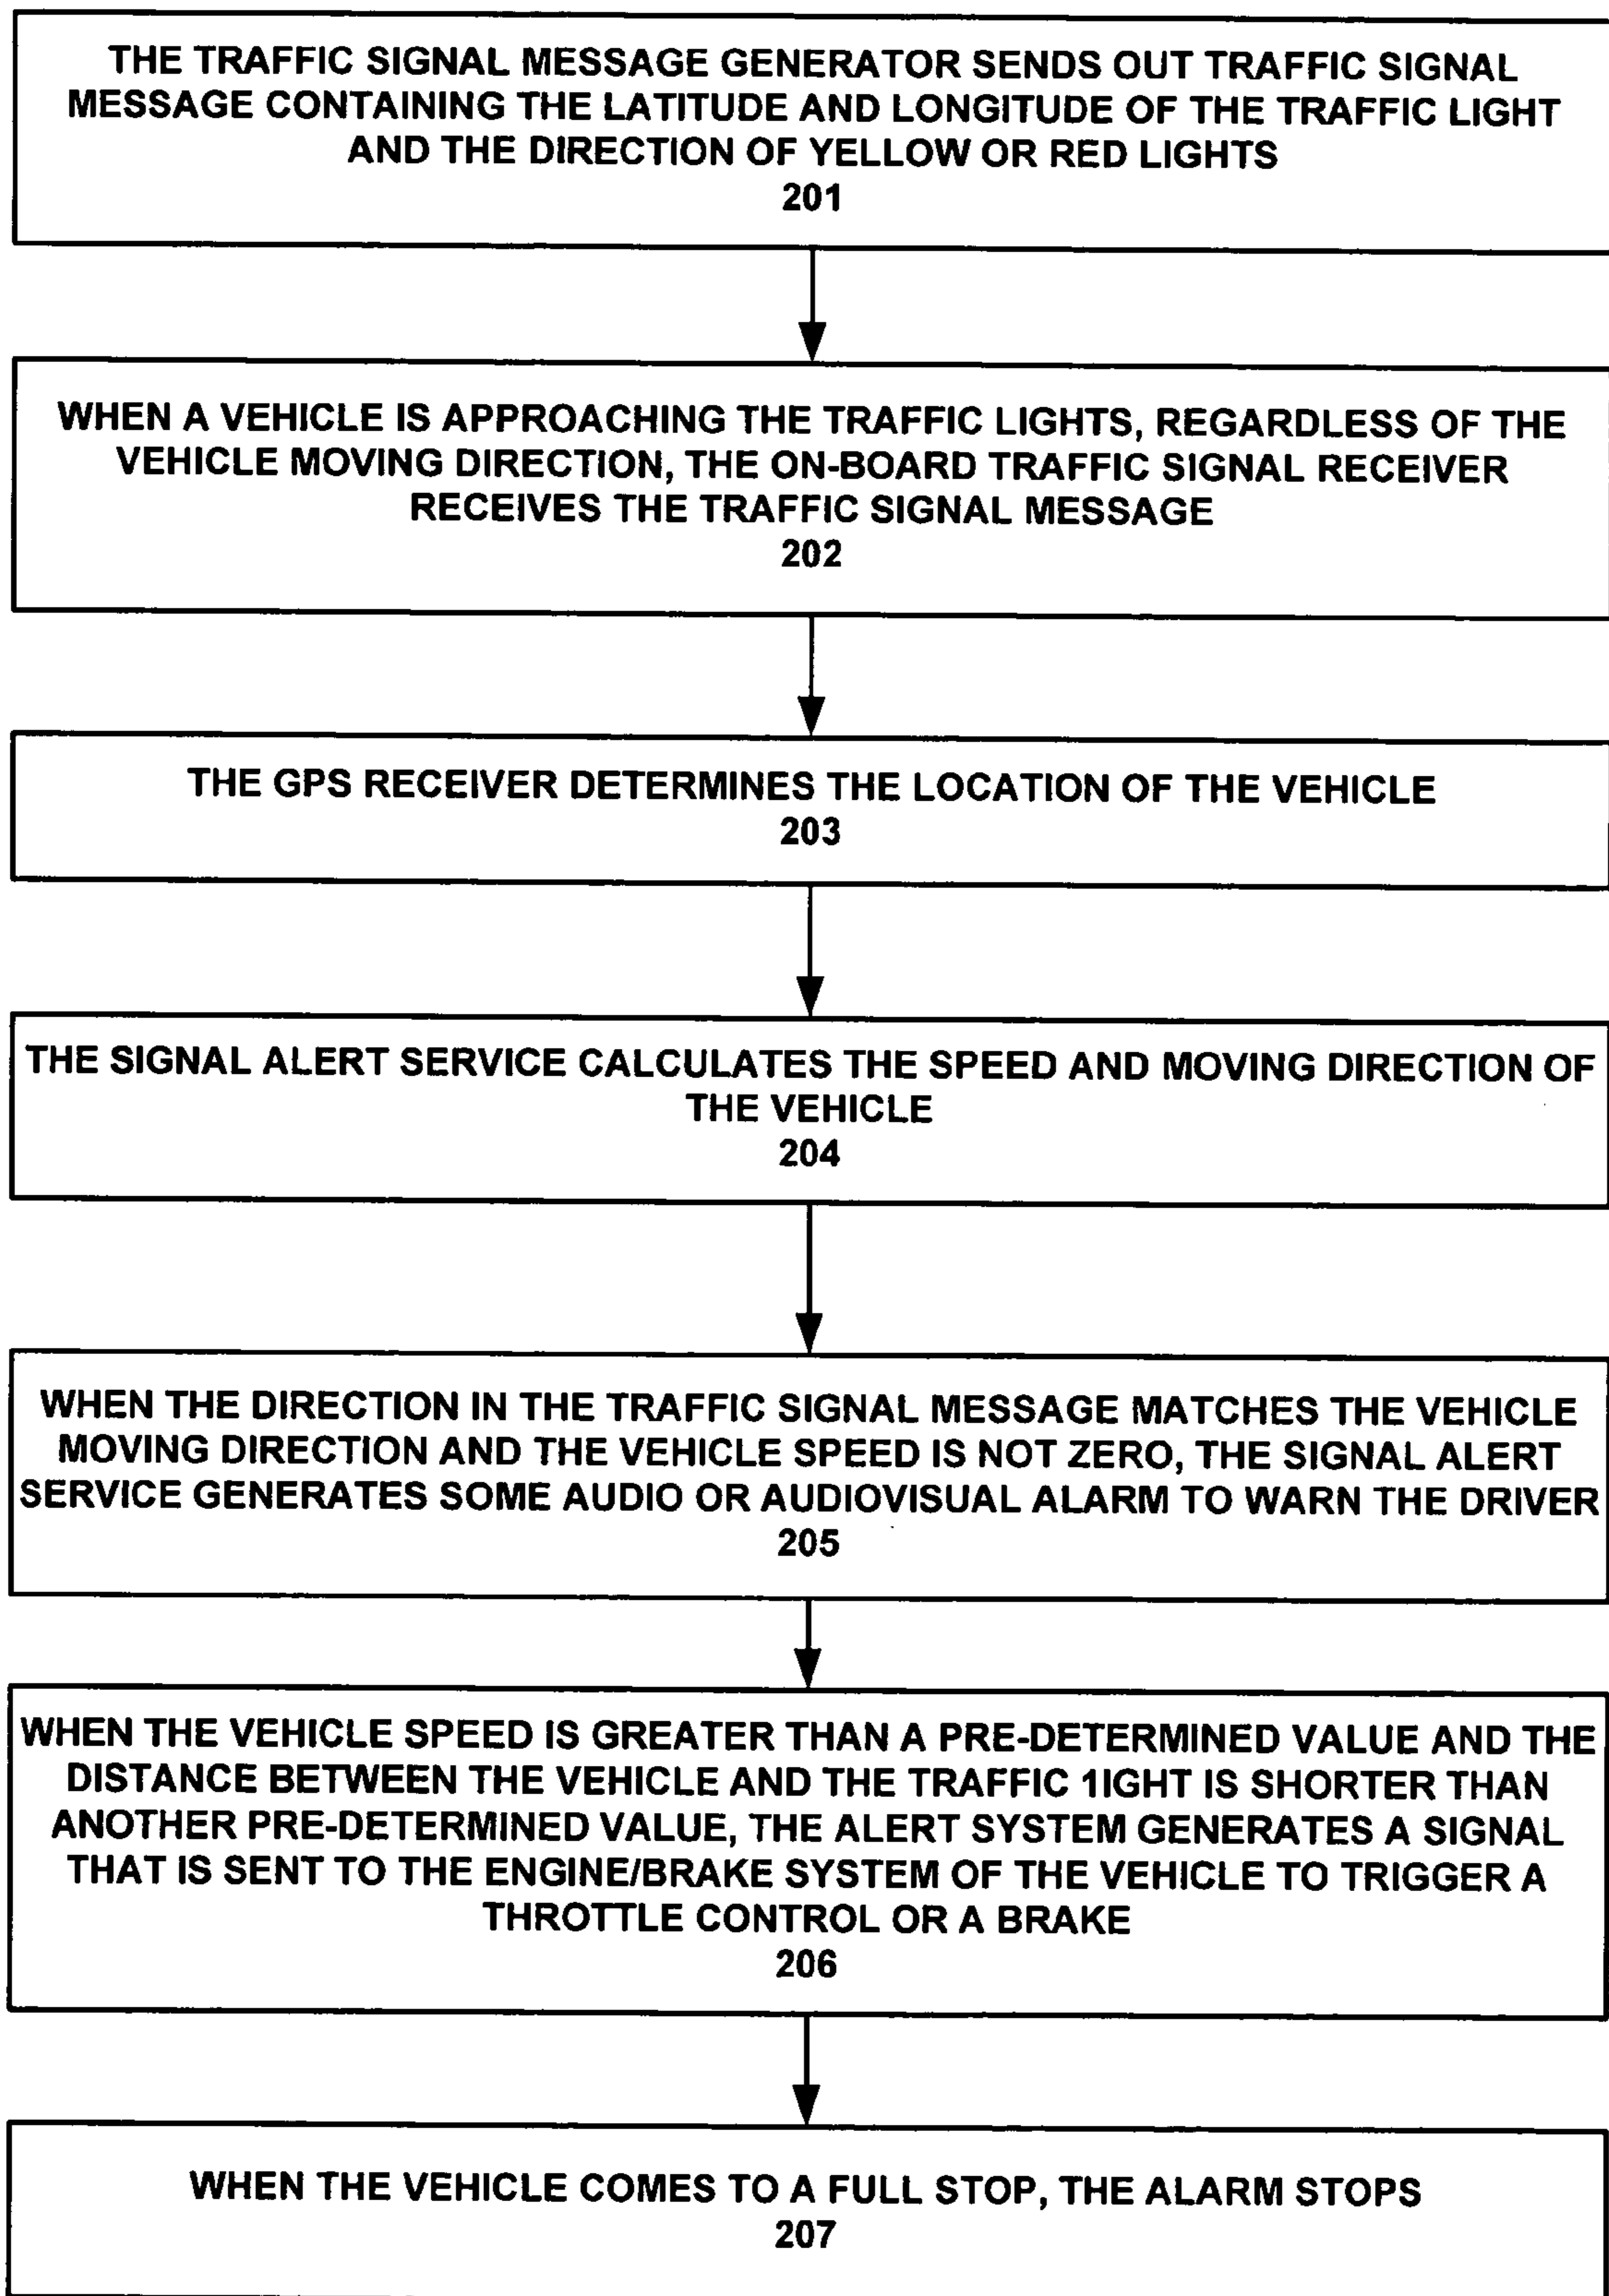 THE TRAFFIC SIGNAL MESSAGE GENERATOR SENDS OUT TRAFFIC SIGNAL
MESSAGE CONTAINING THE LATITUDE AND LONGITUDE OF THE TRAFFIC LIGHT
AND THE DIRECTION OF YELLOW OR RED LIGHTS
201
WHEN A VEHICLE IS APPROACHING THE TRAFFIC LIGHTS, REGARDLESS OF THE
VEHICLE MOVING DIRECTION, THE ON-BOARD TRAFFIC SIGNAL RECEIVER
RECEIVES THE TRAFFIC SIGNAL MESSAGE
202
THE GPS RECEIVER DETERMINES THE LOCATION OF THE VEHICLE
203
THE SIGNAL ALERT SERVICE CALCULATES THE SPEED AND MOVING DIRECTION OF
THE VEHICLE
204
WHEN THE DIRECTION IN THE TRAFFIC SIGNAL MESSAGE MATCHES THE VEHICLE
MOVING DIRECTION AND THE VEHICLE SPEED IS NOT ZERO, THE SIGNAL ALERT
SERVICE GENERATES SOME AUDIO OR AUDIOVISUAL ALARM TO WARN THE DRIVER
205
WHEN THE VEHICLE SPEED IS GREATER THAN A PRE-DETERMINED VALUE AND THE
DISTANCE BETWEEN THE VEHICLE AND THE TRAFFIC 1IGHT IS SHORTER THAN
ANOTHER PRE-DETERMINED VALUE, THE ALERT SYSTEM GENERATES A SIGNAL
THAT IS SENT TO THE ENGINE/BRAKE SYSTEM OF THE VEHICLE TO TRIGGER A
THROTTLE CONTROL OR A BRAKE
206
WHEN THE VEHICLE COMES TO A FULL STOP, THE ALARM STOPS
207